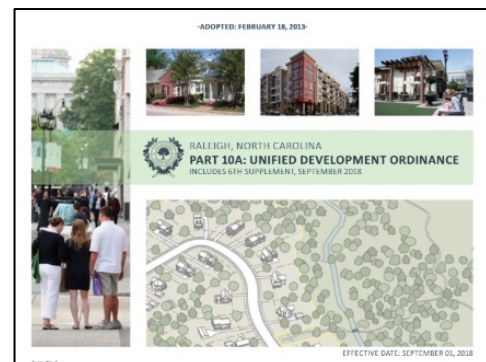 -ADOPTED: FEBRUARY 18, 2013-
RALEIGH, NORTH CAROLINA
PART 10A: UNIFIED DEVELOPMENT ORDINANCE
INCLUDES 6TH SUPPLEMENT, SEPTEMBER 2018
EFFECTIVE DATE: SEPTEMBER 01, 2018